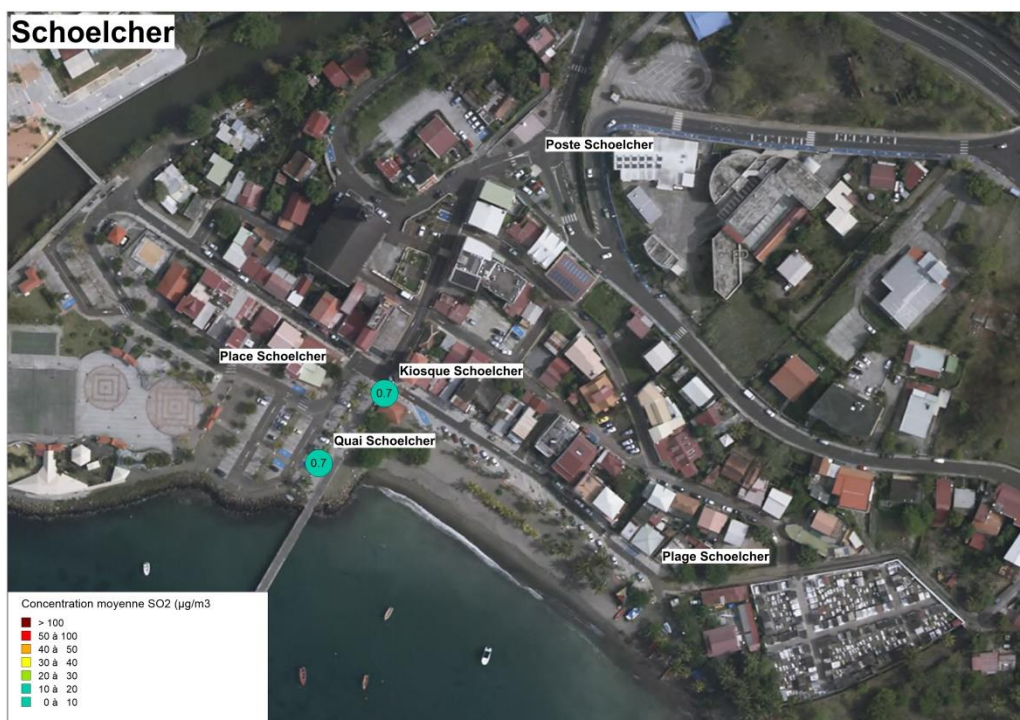 Schoelcher
Poste Schoelcher
Place Schoelcher
Kiosque Schoelcher
0.7
Quai Schoelcher
0.7
Plage Schoelcher
Concentration moyenne SO2 (µg/m3
> 100
50 à 100
40 à 50
30 à 40
20 à 30
10 à 20
0 à 10